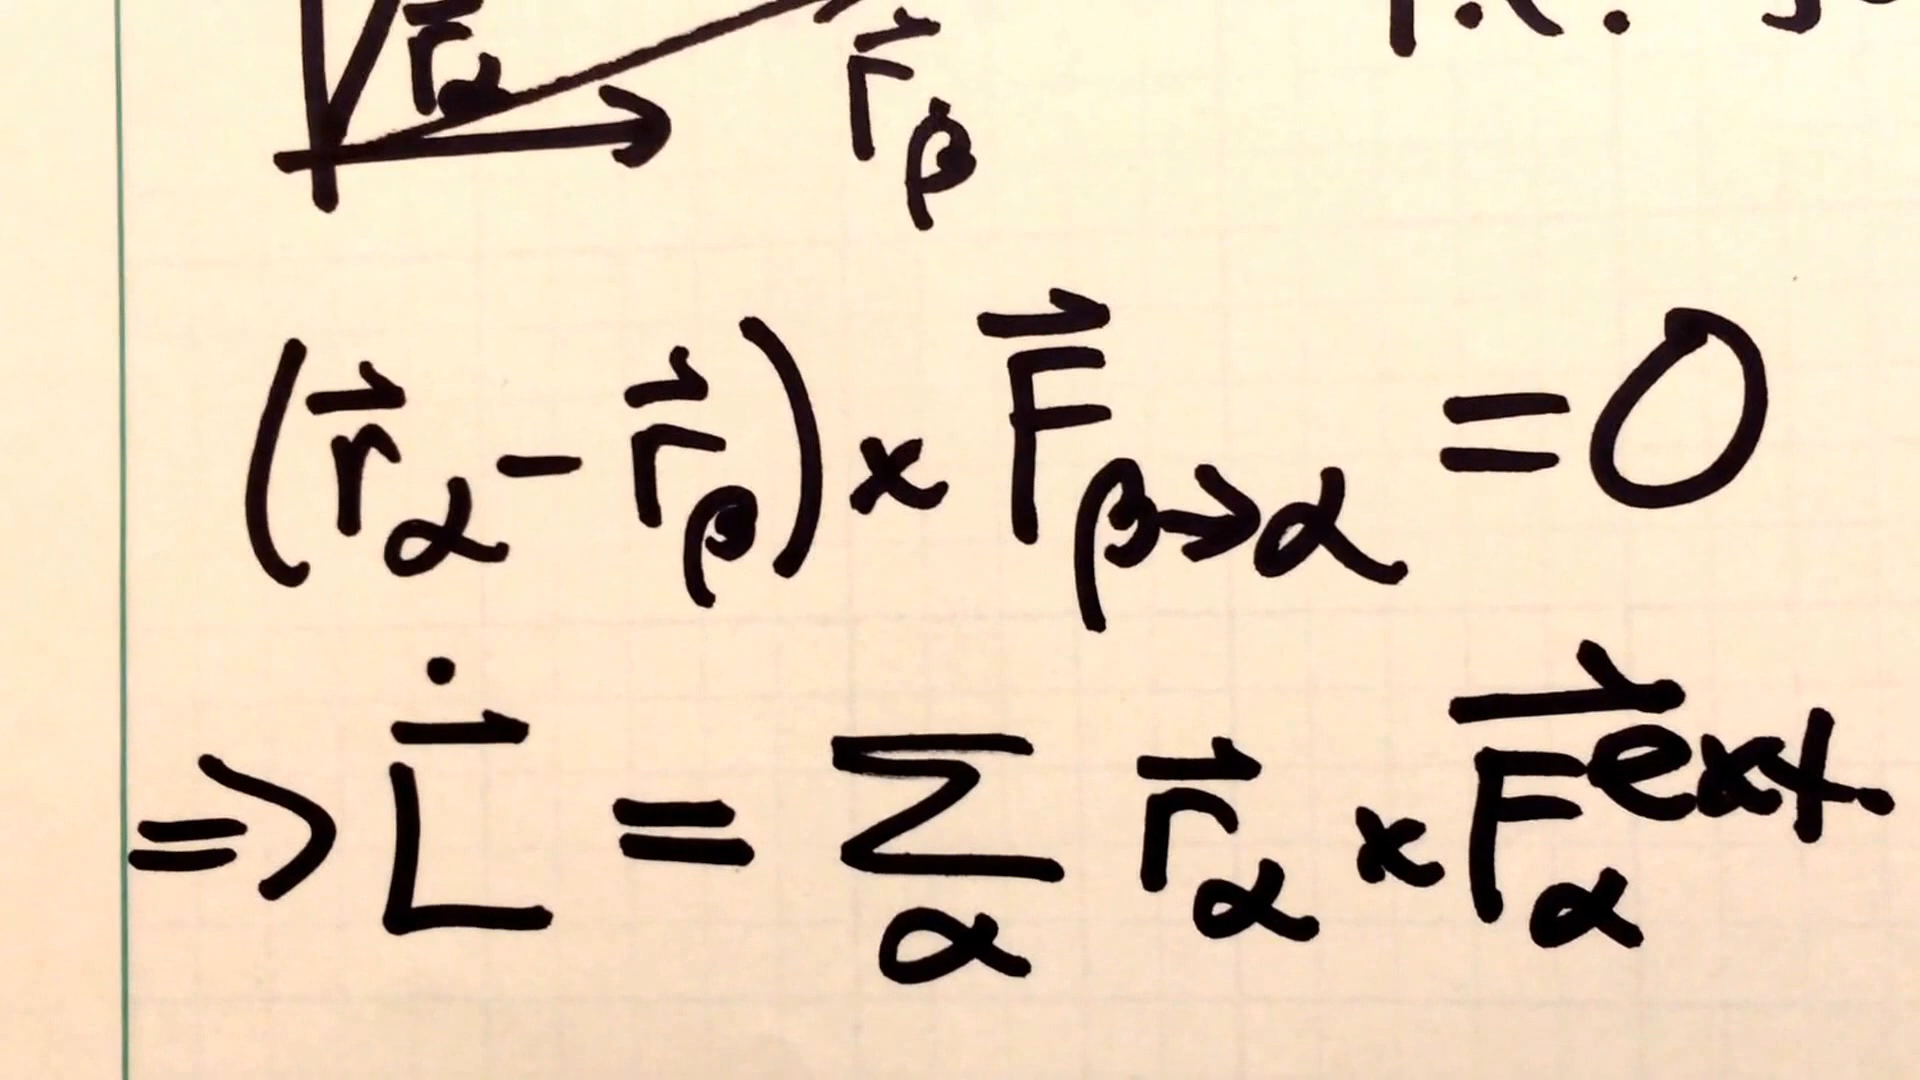 r⃗_α
r⃗_β
(r⃗_α - r⃗_β) × F⃗_β→α = 0
⇒ L⃗̇ = Σ_α r⃗_α × F⃗_α^ext.